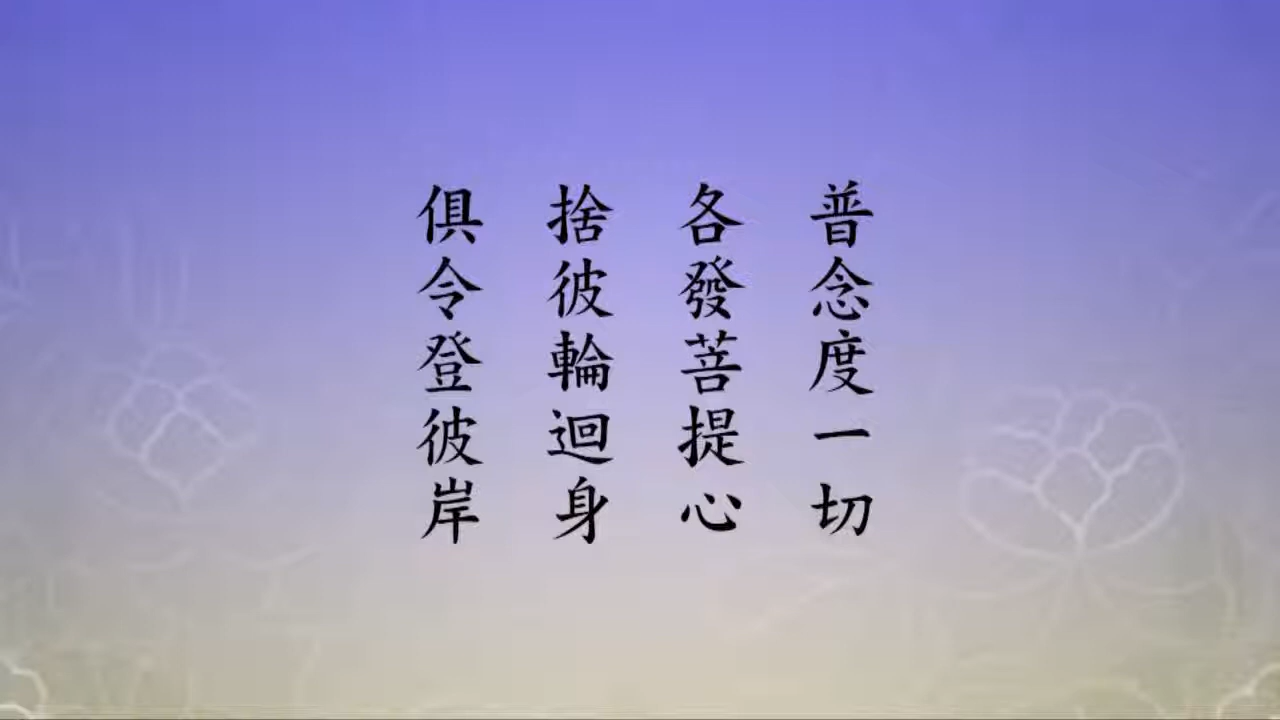 普念度一切
各發菩提心
捨彼輪迴身
俱令登彼岸